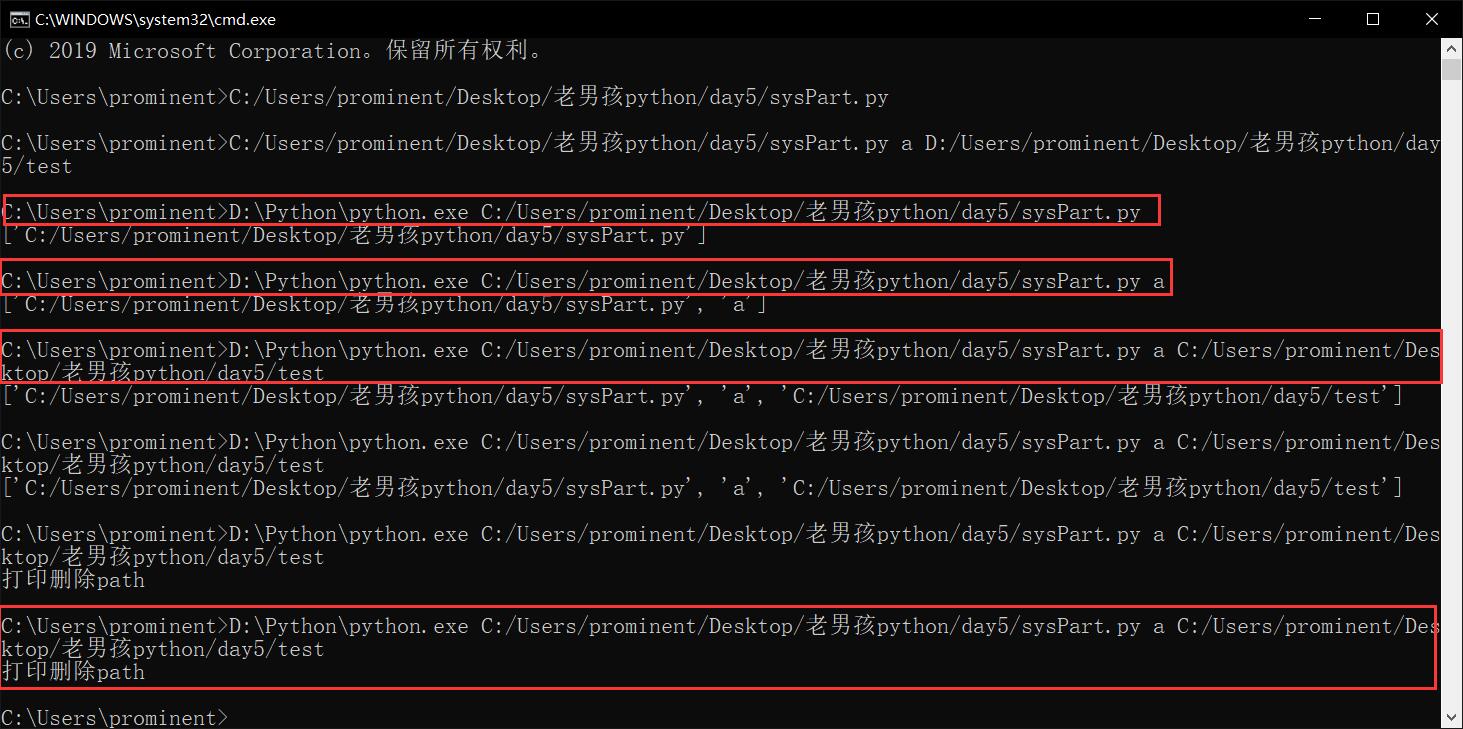 C:\WINDOWS\system32\cmd.exe
(c) 2019 Microsoft Corporation。保留所有权利。
C:\Users\prominent>C:/Users/prominent/Desktop/老男孩python/day5/sysPart.py
C:\Users\prominent>C:/Users/prominent/Desktop/老男孩python/day5/sysPart.py a D:/Users/prominent/Desktop/老男孩python/day
5/test
C:\Users\prominent>D:\Python\python.exe C:/Users/prominent/Desktop/老男孩python/day5/sysPart.py
['C:/Users/prominent/Desktop/老男孩python/day5/sysPart.py']
C:\Users\prominent>D:\Python\python.exe C:/Users/prominent/Desktop/老男孩python/day5/sysPart.py a
['C:/Users/prominent/Desktop/老男孩python/day5/sysPart.py', 'a']
C:\Users\prominent>D:\Python\python.exe C:/Users/prominent/Desktop/老男孩python/day5/sysPart.py a C:/Users/prominent/Des
ktop/老男孩python/day5/test
['C:/Users/prominent/Desktop/老男孩python/day5/sysPart.py', 'a', 'C:/Users/prominent/Desktop/老男孩python/day5/test']
C:\Users\prominent>D:\Python\python.exe C:/Users/prominent/Desktop/老男孩python/day5/sysPart.py a C:/Users/prominent/Des
ktop/老男孩python/day5/test
['C:/Users/prominent/Desktop/老男孩python/day5/sysPart.py', 'a', 'C:/Users/prominent/Desktop/老男孩python/day5/test']
C:\Users\prominent>D:\Python\python.exe C:/Users/prominent/Desktop/老男孩python/day5/sysPart.py a C:/Users/prominent/Des
ktop/老男孩python/day5/test
打印删除path
C:\Users\prominent>D:\Python\python.exe C:/Users/prominent/Desktop/老男孩python/day5/sysPart.py a C:/Users/prominent/Des
ktop/老男孩python/day5/test
打印删除path
C:\Users\prominent>